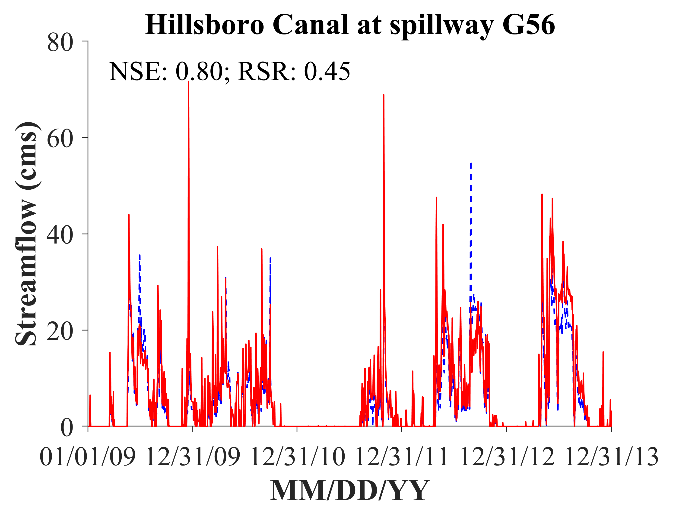 Hillsboro Canal at spillway G56
NSE: 0.80; RSR: 0.45
Streamflow (cms)
80
60
40
20
0
01/01/09 12/31/09 12/31/10 12/31/11 12/31/12 12/31/13
MM/DD/YY